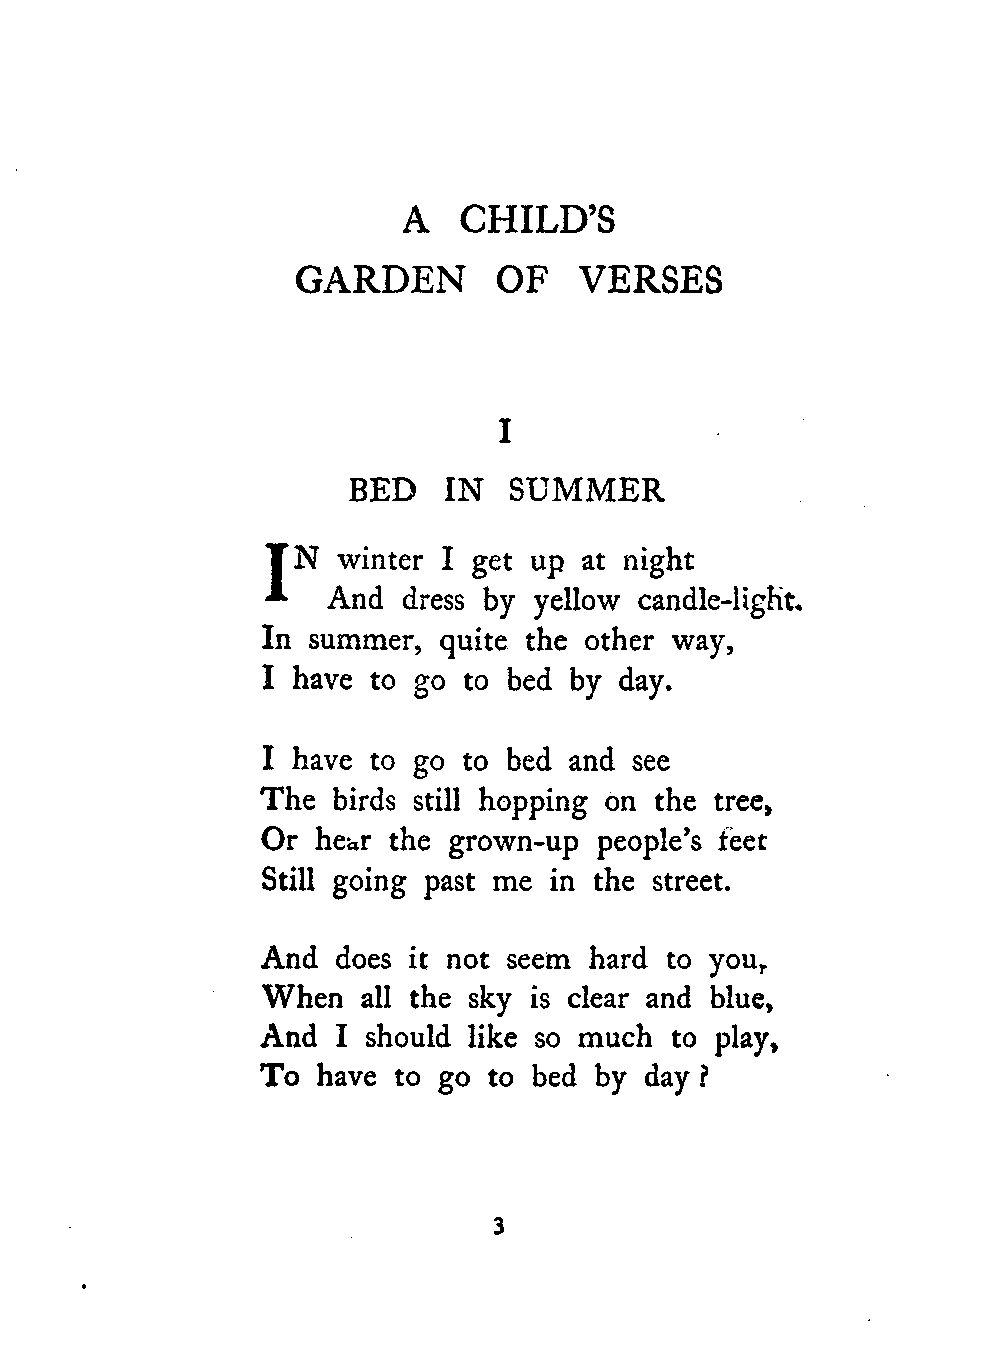 A CHILD'S
GARDEN OF VERSES
I
BED IN SUMMER
IN winter I get up at night
And dress by yellow candle-light.
In summer, quite the other way,
I have to go to bed by day.
I have to go to bed and see
The birds still hopping on the tree,
Or hear the grown-up people's feet
Still going past me in the street.
And does it not seem hard to you,
When all the sky is clear and blue,
And I should like so much to play,
To have to go to bed by day?
3